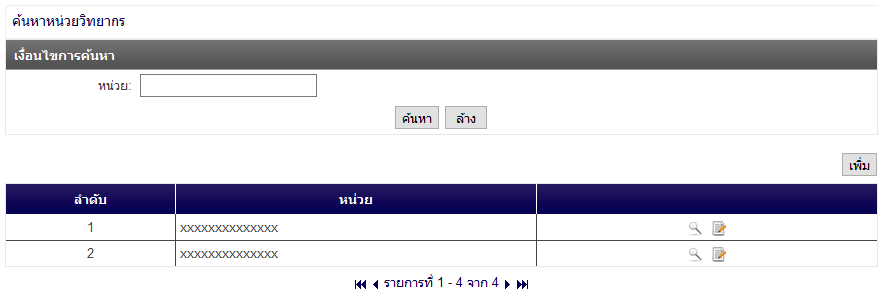 ค้นหาหน่วยวิทยากร
เงื่อนไขการค้นหา
หน่วย:
ค้นหา ล้าง
เพิ่ม
ลำดับ หน่วย
1 xxxxxxxxxxxxxx
2 xxxxxxxxxxxxxx
รายการที่ 1 - 4 จาก 4